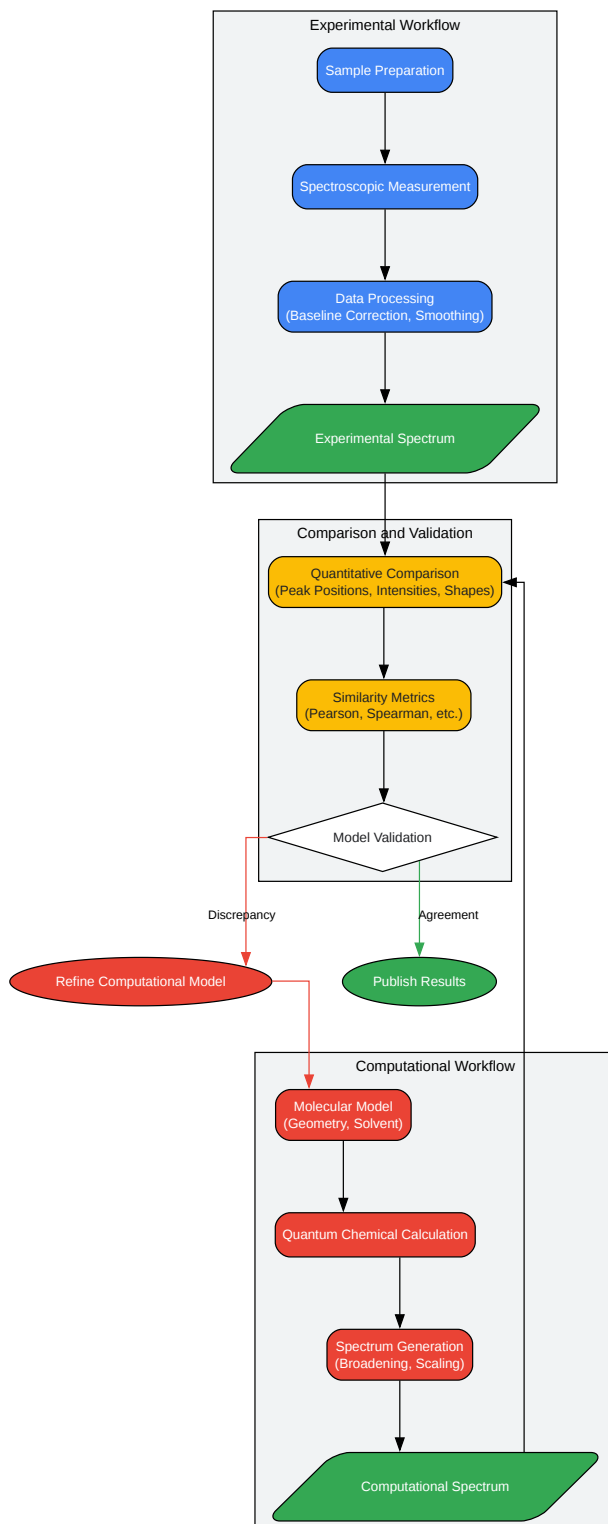 Experimental Workflow
Sample Preparation
Spectroscopic Measurement
Data Processing
(Baseline Correction, Smoothing)
Experimental Spectrum
Comparison and Validation
Quantitative Comparison
(Peak Positions, Intensities, Shapes)
Similarity Metrics
(Pearson, Spearman, etc.)
Model Validation
Discrepancy
Agreement
Refine Computational Model
Publish Results
Computational Workflow
Molecular Model
(Geometry, Solvent)
Quantum Chemical Calculation
Spectrum Generation
(Broadening, Scaling)
Computational Spectrum